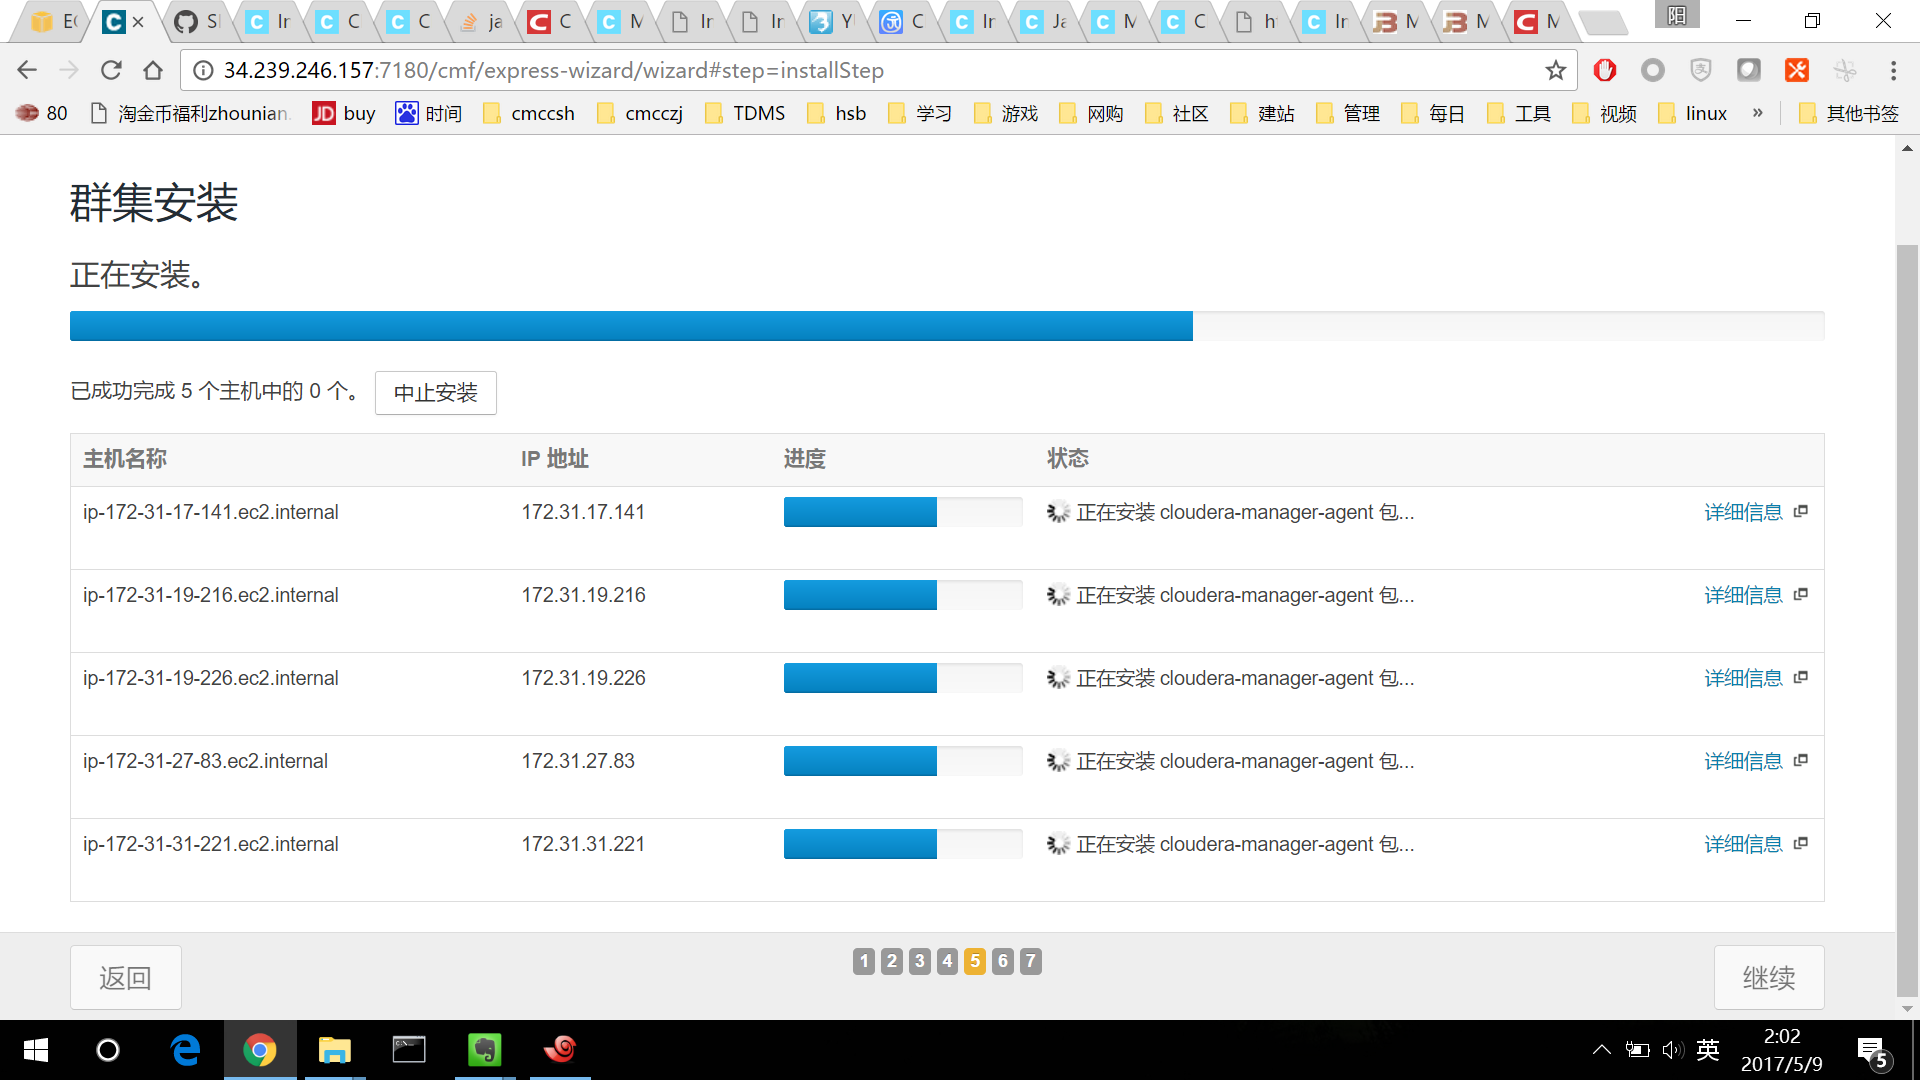 EC
SI
In
C
C
ja
C
M
In
In
YU
C
In
Ja
M
C
ht
In
M
M
M
阳
34.239.246.157:7180/cmf/express-wizard/wizard#step=installStep
80 淘金币福利zhounian JD buy 时间 cmccsh cmcczj TDMS hsb 学习 游戏 网购 社区 建站 管理 每日 工具 视频 linux » 其他书签
群集安装
正在安装。
已成功完成 5 个主机中的 0 个。 中止安装
主机名称 IP 地址 进度 状态
ip-172-31-17-141.ec2.internal 172.31.17.141 正在安装 cloudera-manager-agent 包... 详细信息
ip-172-31-19-216.ec2.internal 172.31.19.216 正在安装 cloudera-manager-agent 包... 详细信息
ip-172-31-19-226.ec2.internal 172.31.19.226 正在安装 cloudera-manager-agent 包... 详细信息
ip-172-31-27-83.ec2.internal 172.31.27.83 正在安装 cloudera-manager-agent 包... 详细信息
ip-172-31-31-221.ec2.internal 172.31.31.221 正在安装 cloudera-manager-agent 包... 详细信息
返回 1 2 3 4 5 6 7 继续
英 2:02
2017/5/9 5